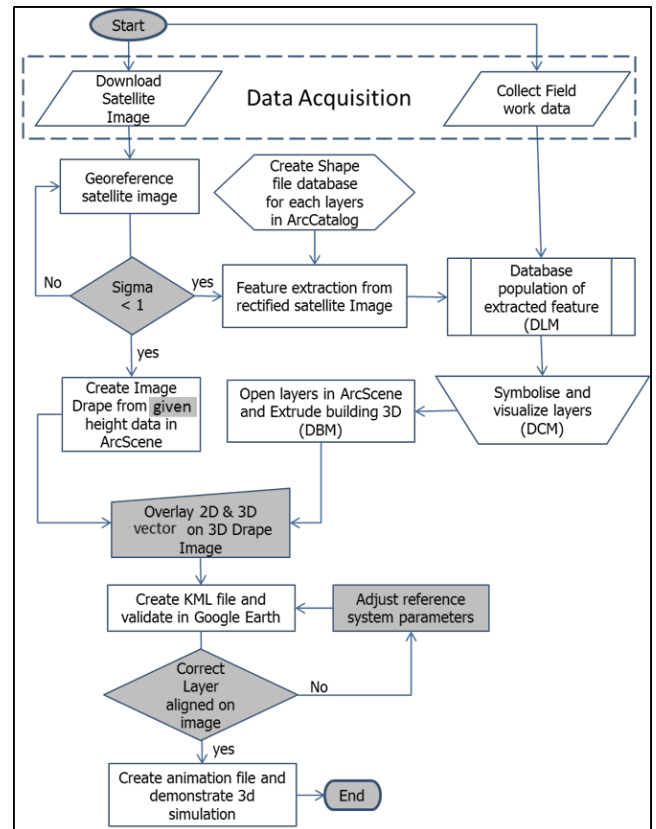 Start
Download
Satellite
Image
Data Acquisition
Collect Field
work data
Georeference
satellite image
Create Shape
file database
for each layers
in ArcCatalog
No
Sigma
< 1
yes
Feature extraction from
rectified satellite Image
Database
population of
extracted feature
(DLM
yes
Create Image
Drape from given
height data in
ArcScene
Open layers in ArcScene
and Extrude building 3D
(DBM)
Symbolise and
visualize layers
(DCM)
Overlay 2D & 3D
vector on 3D Drape
Image
Create KML file and
validate in Google Earth
Adjust reference
system parameters
Correct
Layer
aligned on
image
No
yes
Create animation file and
demonstrate 3d
simulation
End